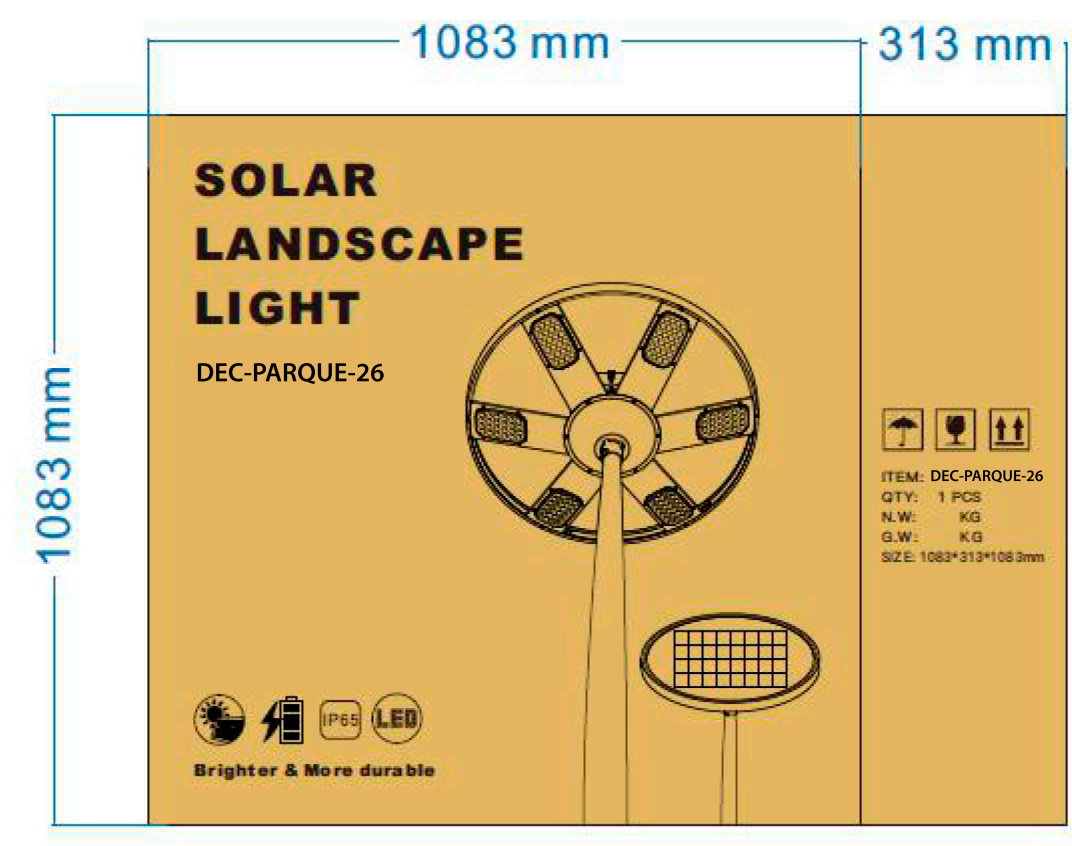 1083 mm
313 mm
1083 mm
SOLAR
LANDSCAPE
LIGHT
DEC-PARQUE-26
ITEM: DEC-PARQUE-26
QTY: 1 PCS
N.W: KG
G.W: KG
SIZE: 1083*313*1083mm
IP65
LED
Brighter & More durable